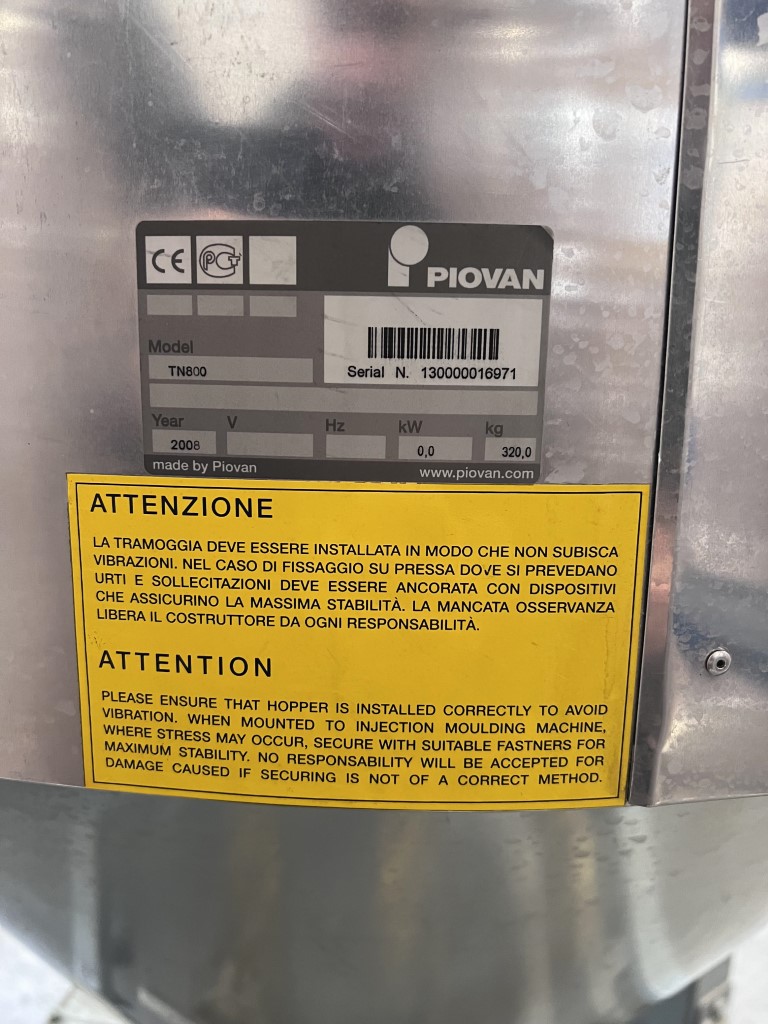 CE PCT
PIOVAN
Model
TN800
Serial N. 130000016971
Year V Hz kW kg
2008 0,0 320,0
made by Piovan www.piovan.com
ATTENZIONE
LA TRAMOGGIA DEVE ESSERE INSTALLATA IN MODO CHE NON SUBISCA
VIBRAZIONI. NEL CASO DI FISSAGGIO SU PRESSA DOVE SI PREVEDANO
URTI E SOLLECITAZIONI DEVE ESSERE ANCORATA CON DISPOSITIVI
CHE ASSICURINO LA MASSIMA STABILITÀ. LA MANCATA OSSERVANZA
LIBERA IL COSTRUTTORE DA OGNI RESPONSABILITÀ.
ATTENTION
PLEASE ENSURE THAT HOPPER IS INSTALLED CORRECTLY TO AVOID
VIBRATION. WHEN MOUNTED TO INJECTION MOULDING MACHINE,
WHERE STRESS MAY OCCUR, SECURE WITH SUITABLE FASTNERS FOR
MAXIMUM STABILITY. NO RESPONSABILITY WILL BE ACCEPTED FOR
DAMAGE CAUSED IF SECURING IS NOT OF A CORRECT METHOD.